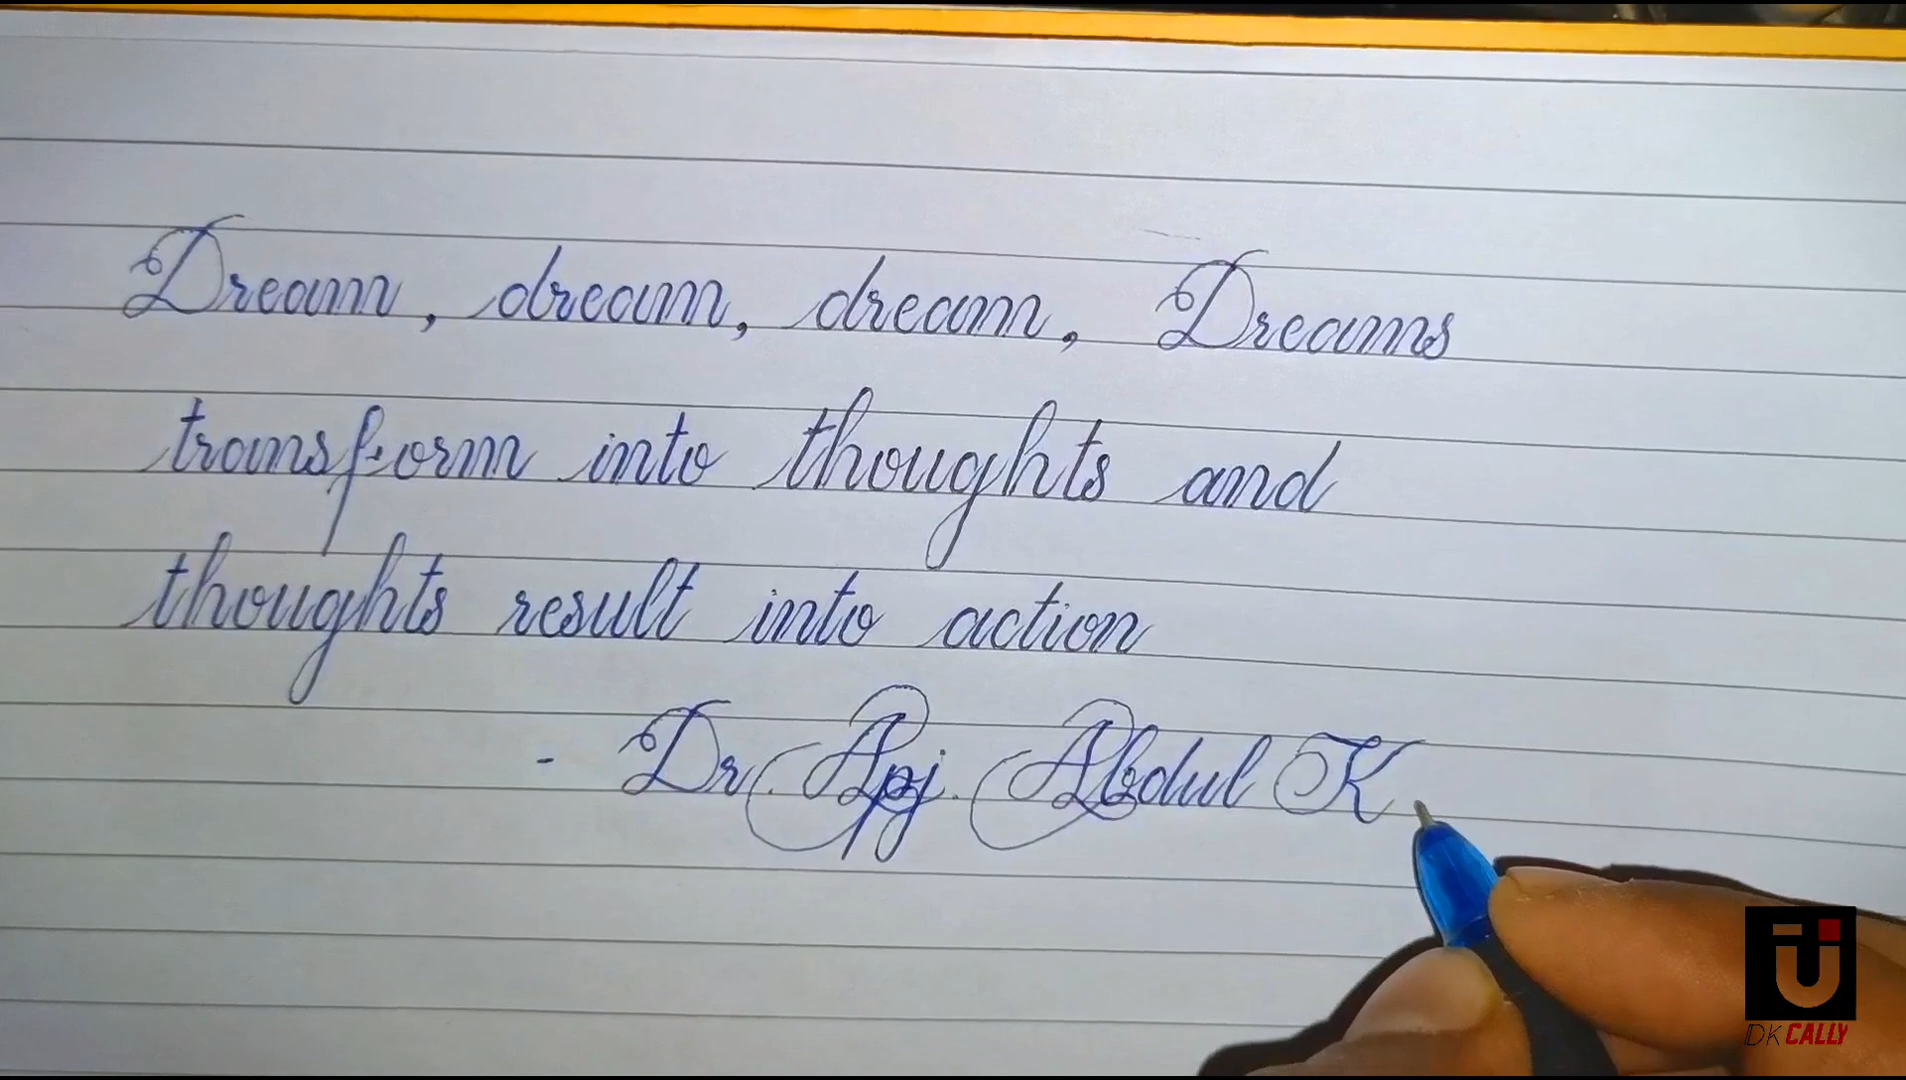 Dream, dream, dream, Dreams
transform into thoughts and
thoughts result into action
- Dr. Apj. Abdul K
DK CALLY